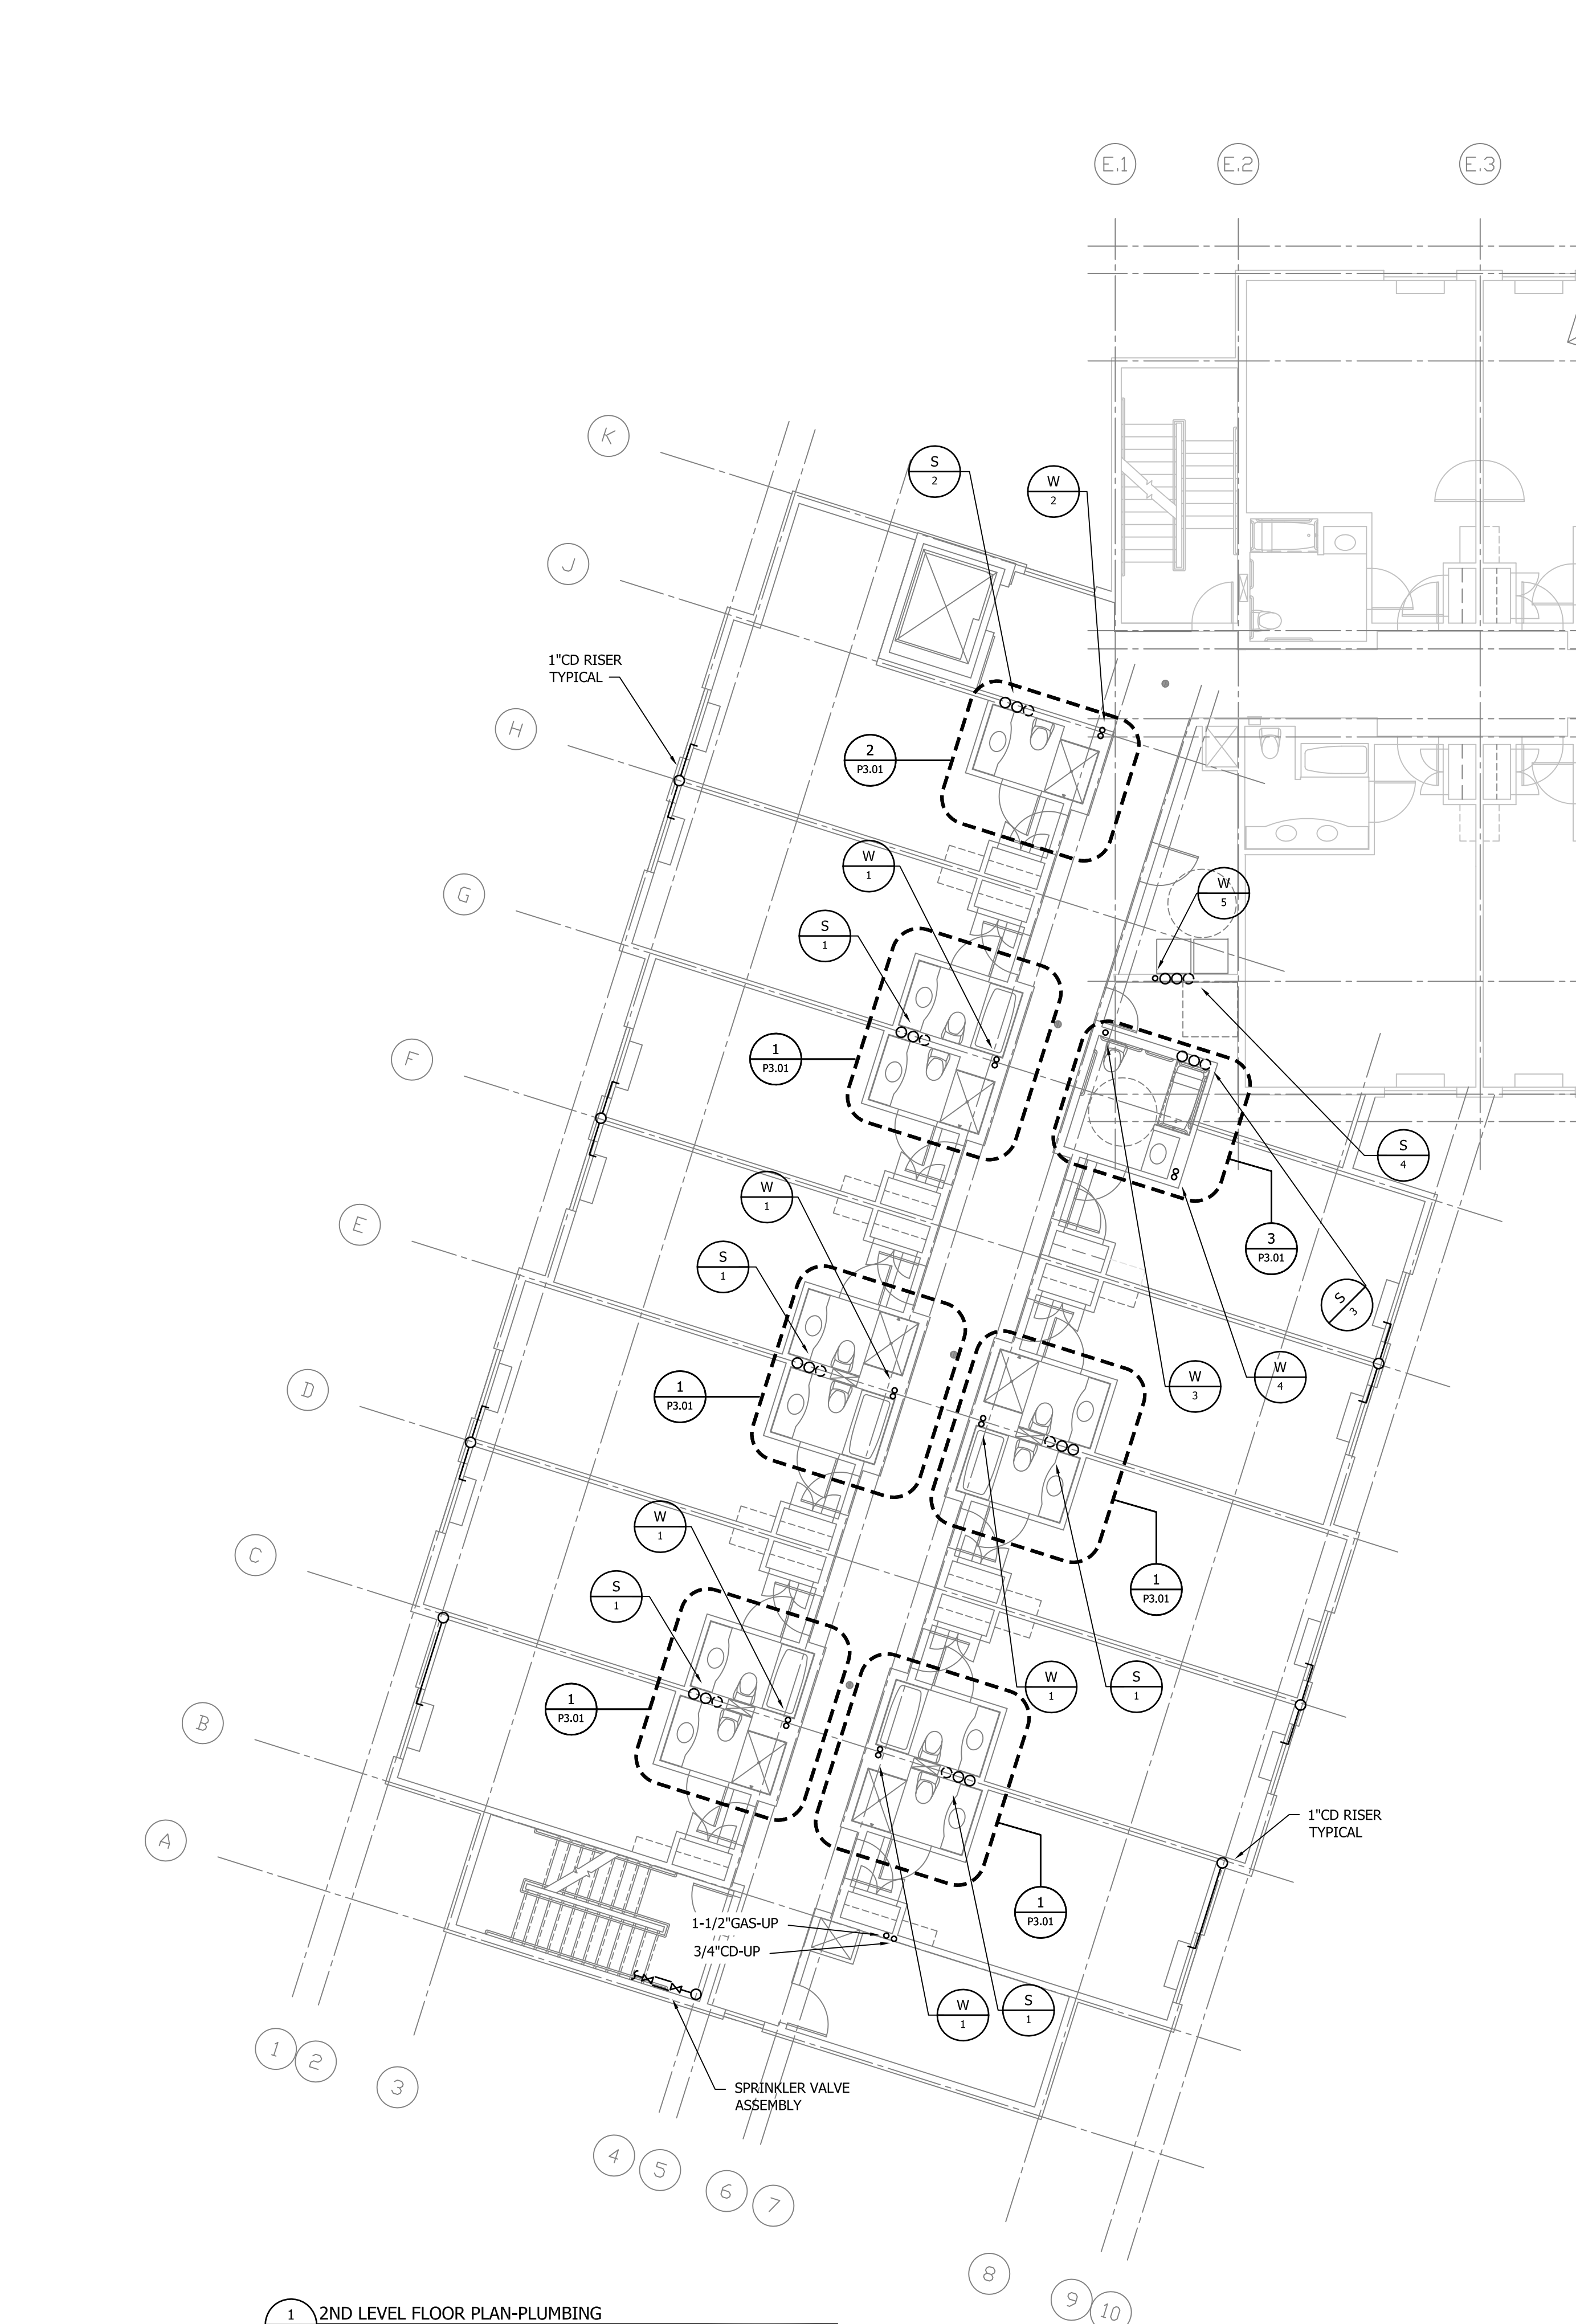 E.1
E.2
E.3
K
S
2
W
2
J
1"CD RISER
TYPICAL
H
2
P3.01
W
1
G
W
5
S
1
F
1
P3.01
S
4
W
1
E
3
P3.01
S
1
S
3
D
1
P3.01
W
3
W
4
W
1
C
S
1
1
P3.01
W
1
S
1
B
1
P3.01
A
1"CD RISER
TYPICAL
1-1/2"GAS-UP
3/4"CD-UP
1
P3.01
W
1
S
1
1
2
3
SPRINKLER VALVE
ASSEMBLY
4
5
6
7
8
9
10
1
2ND LEVEL FLOOR PLAN-PLUMBING